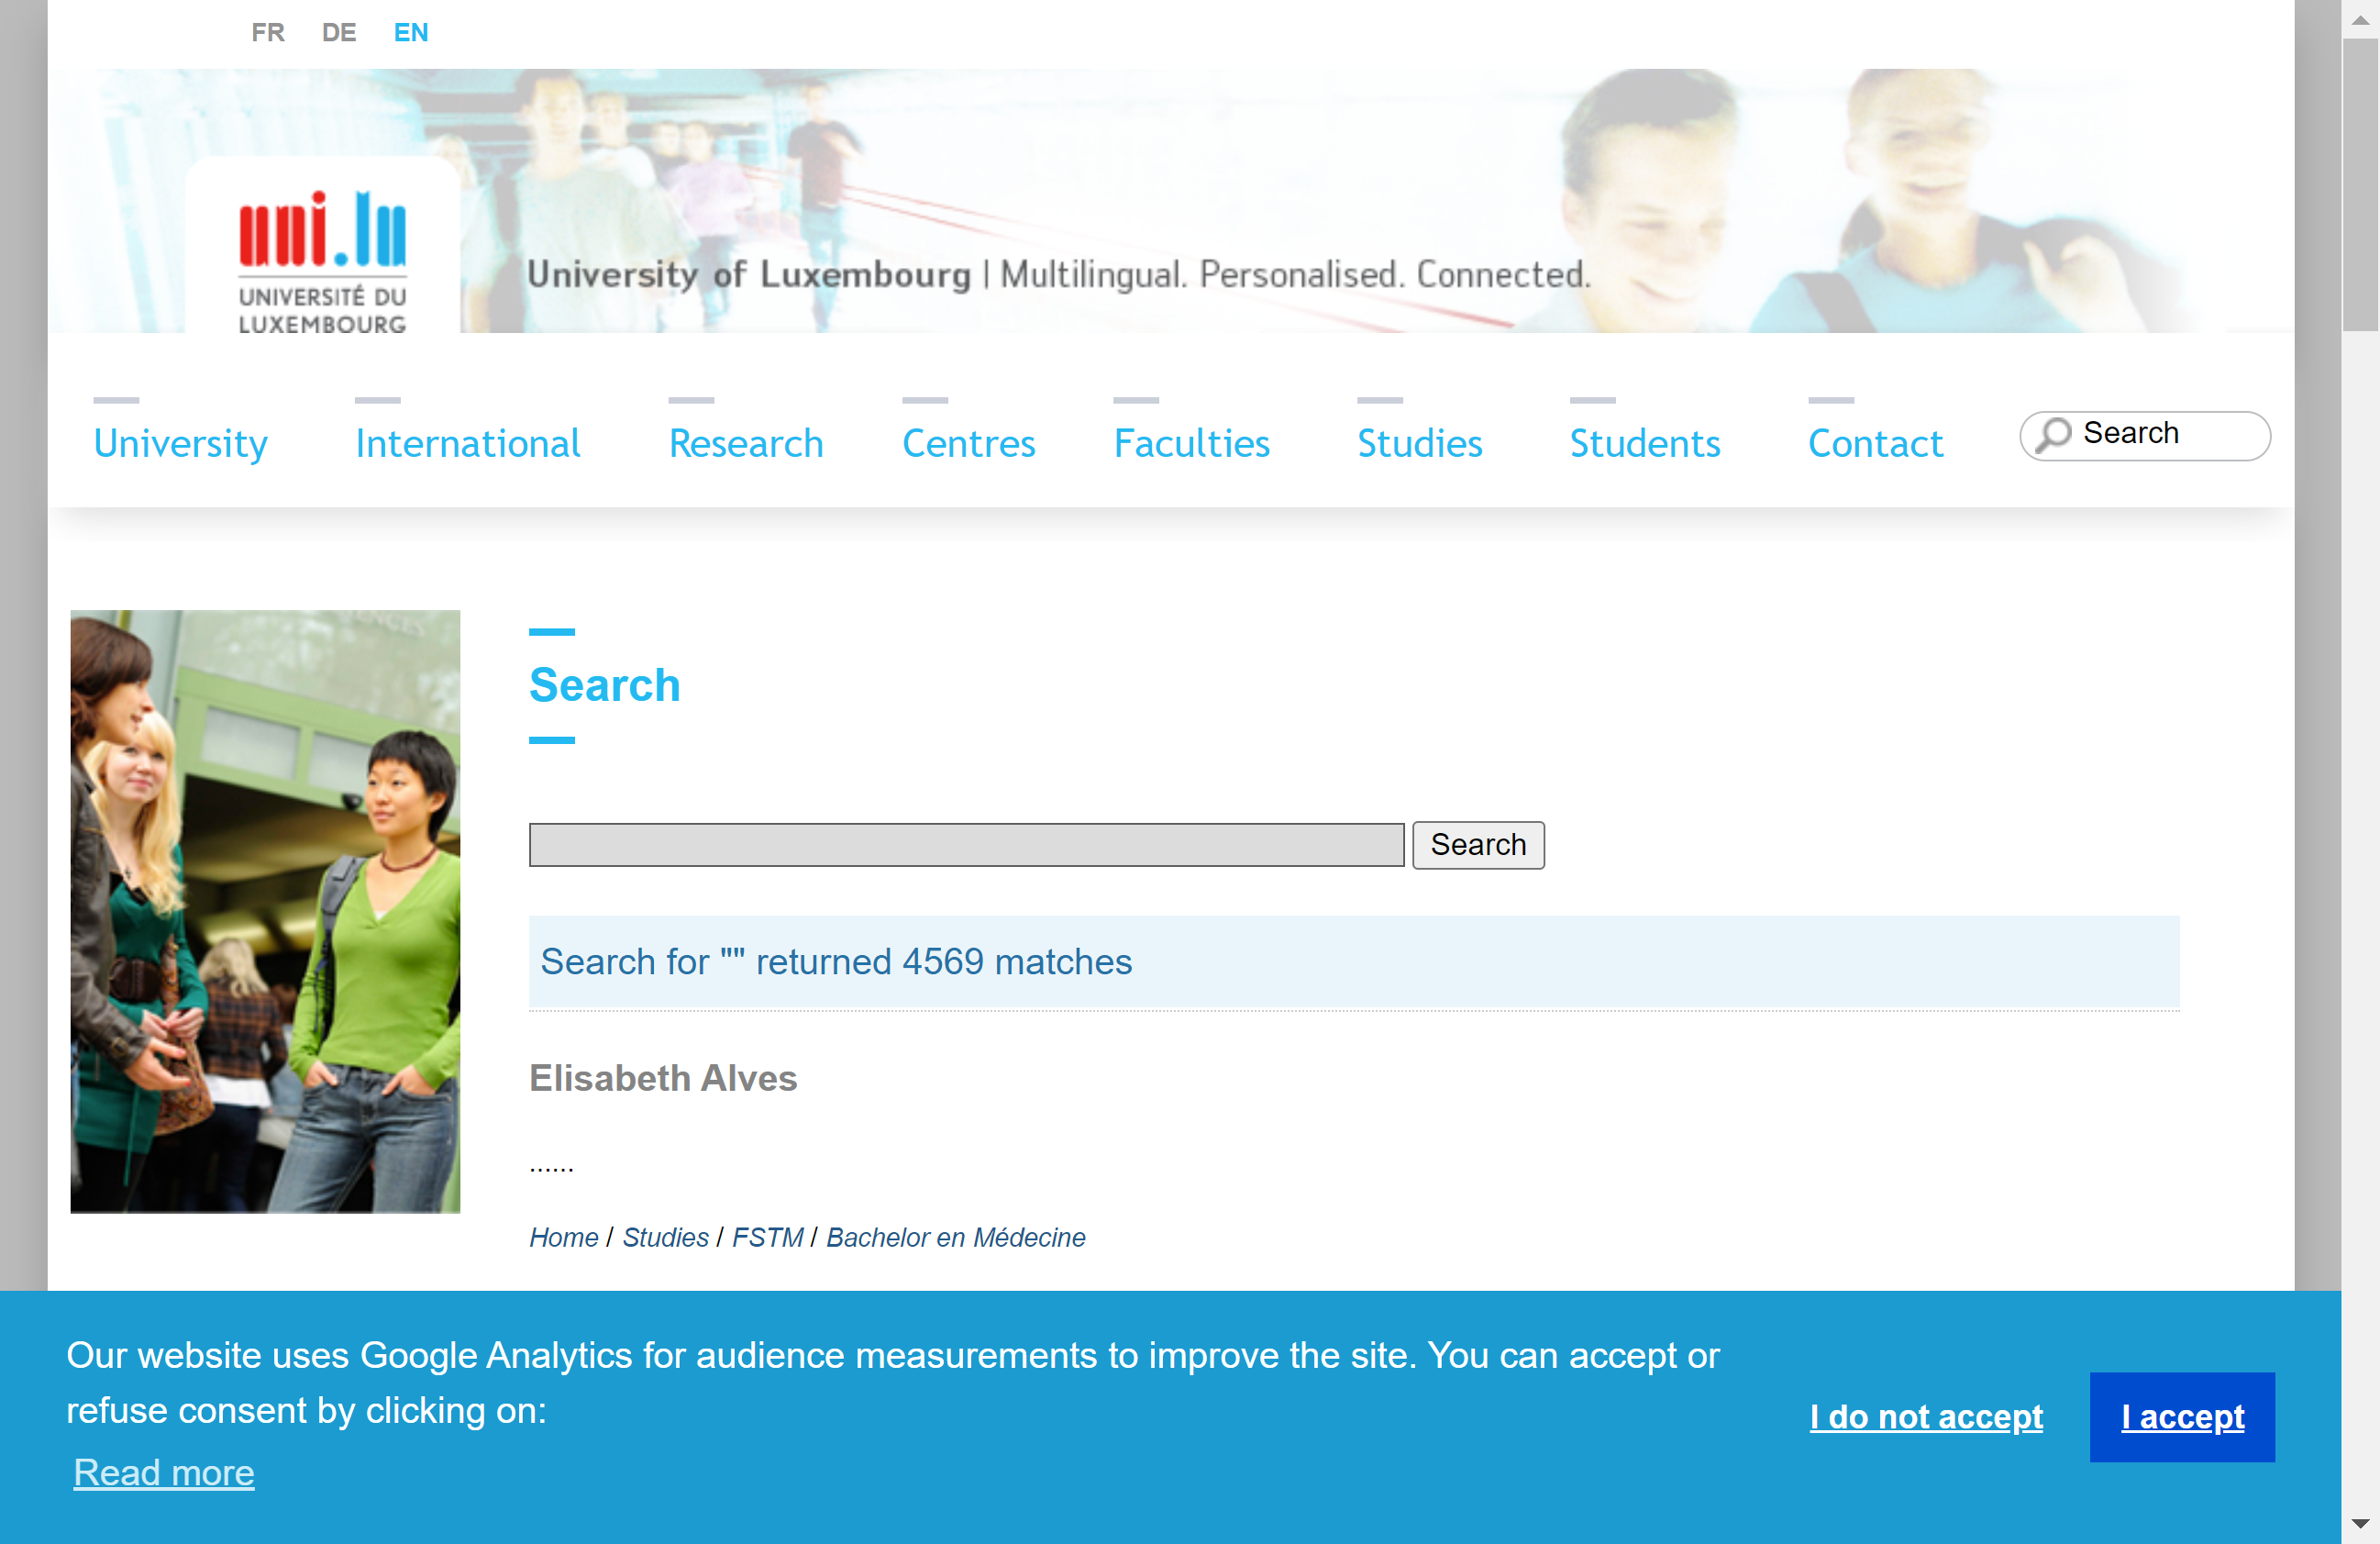 FR DE EN
uni.lu
UNIVERSITÉ DU
LUXEMBOURG
University of Luxembourg | Multilingual. Personalised. Connected.
University International Research Centres Faculties Studies Students Contact Search
Search
Search
Search for "" returned 4569 matches
Elisabeth Alves
......
Home / Studies / FSTM / Bachelor en Médecine
Our website uses Google Analytics for audience measurements to improve the site. You can accept or
refuse consent by clicking on:
Read more
I do not accept
I accept